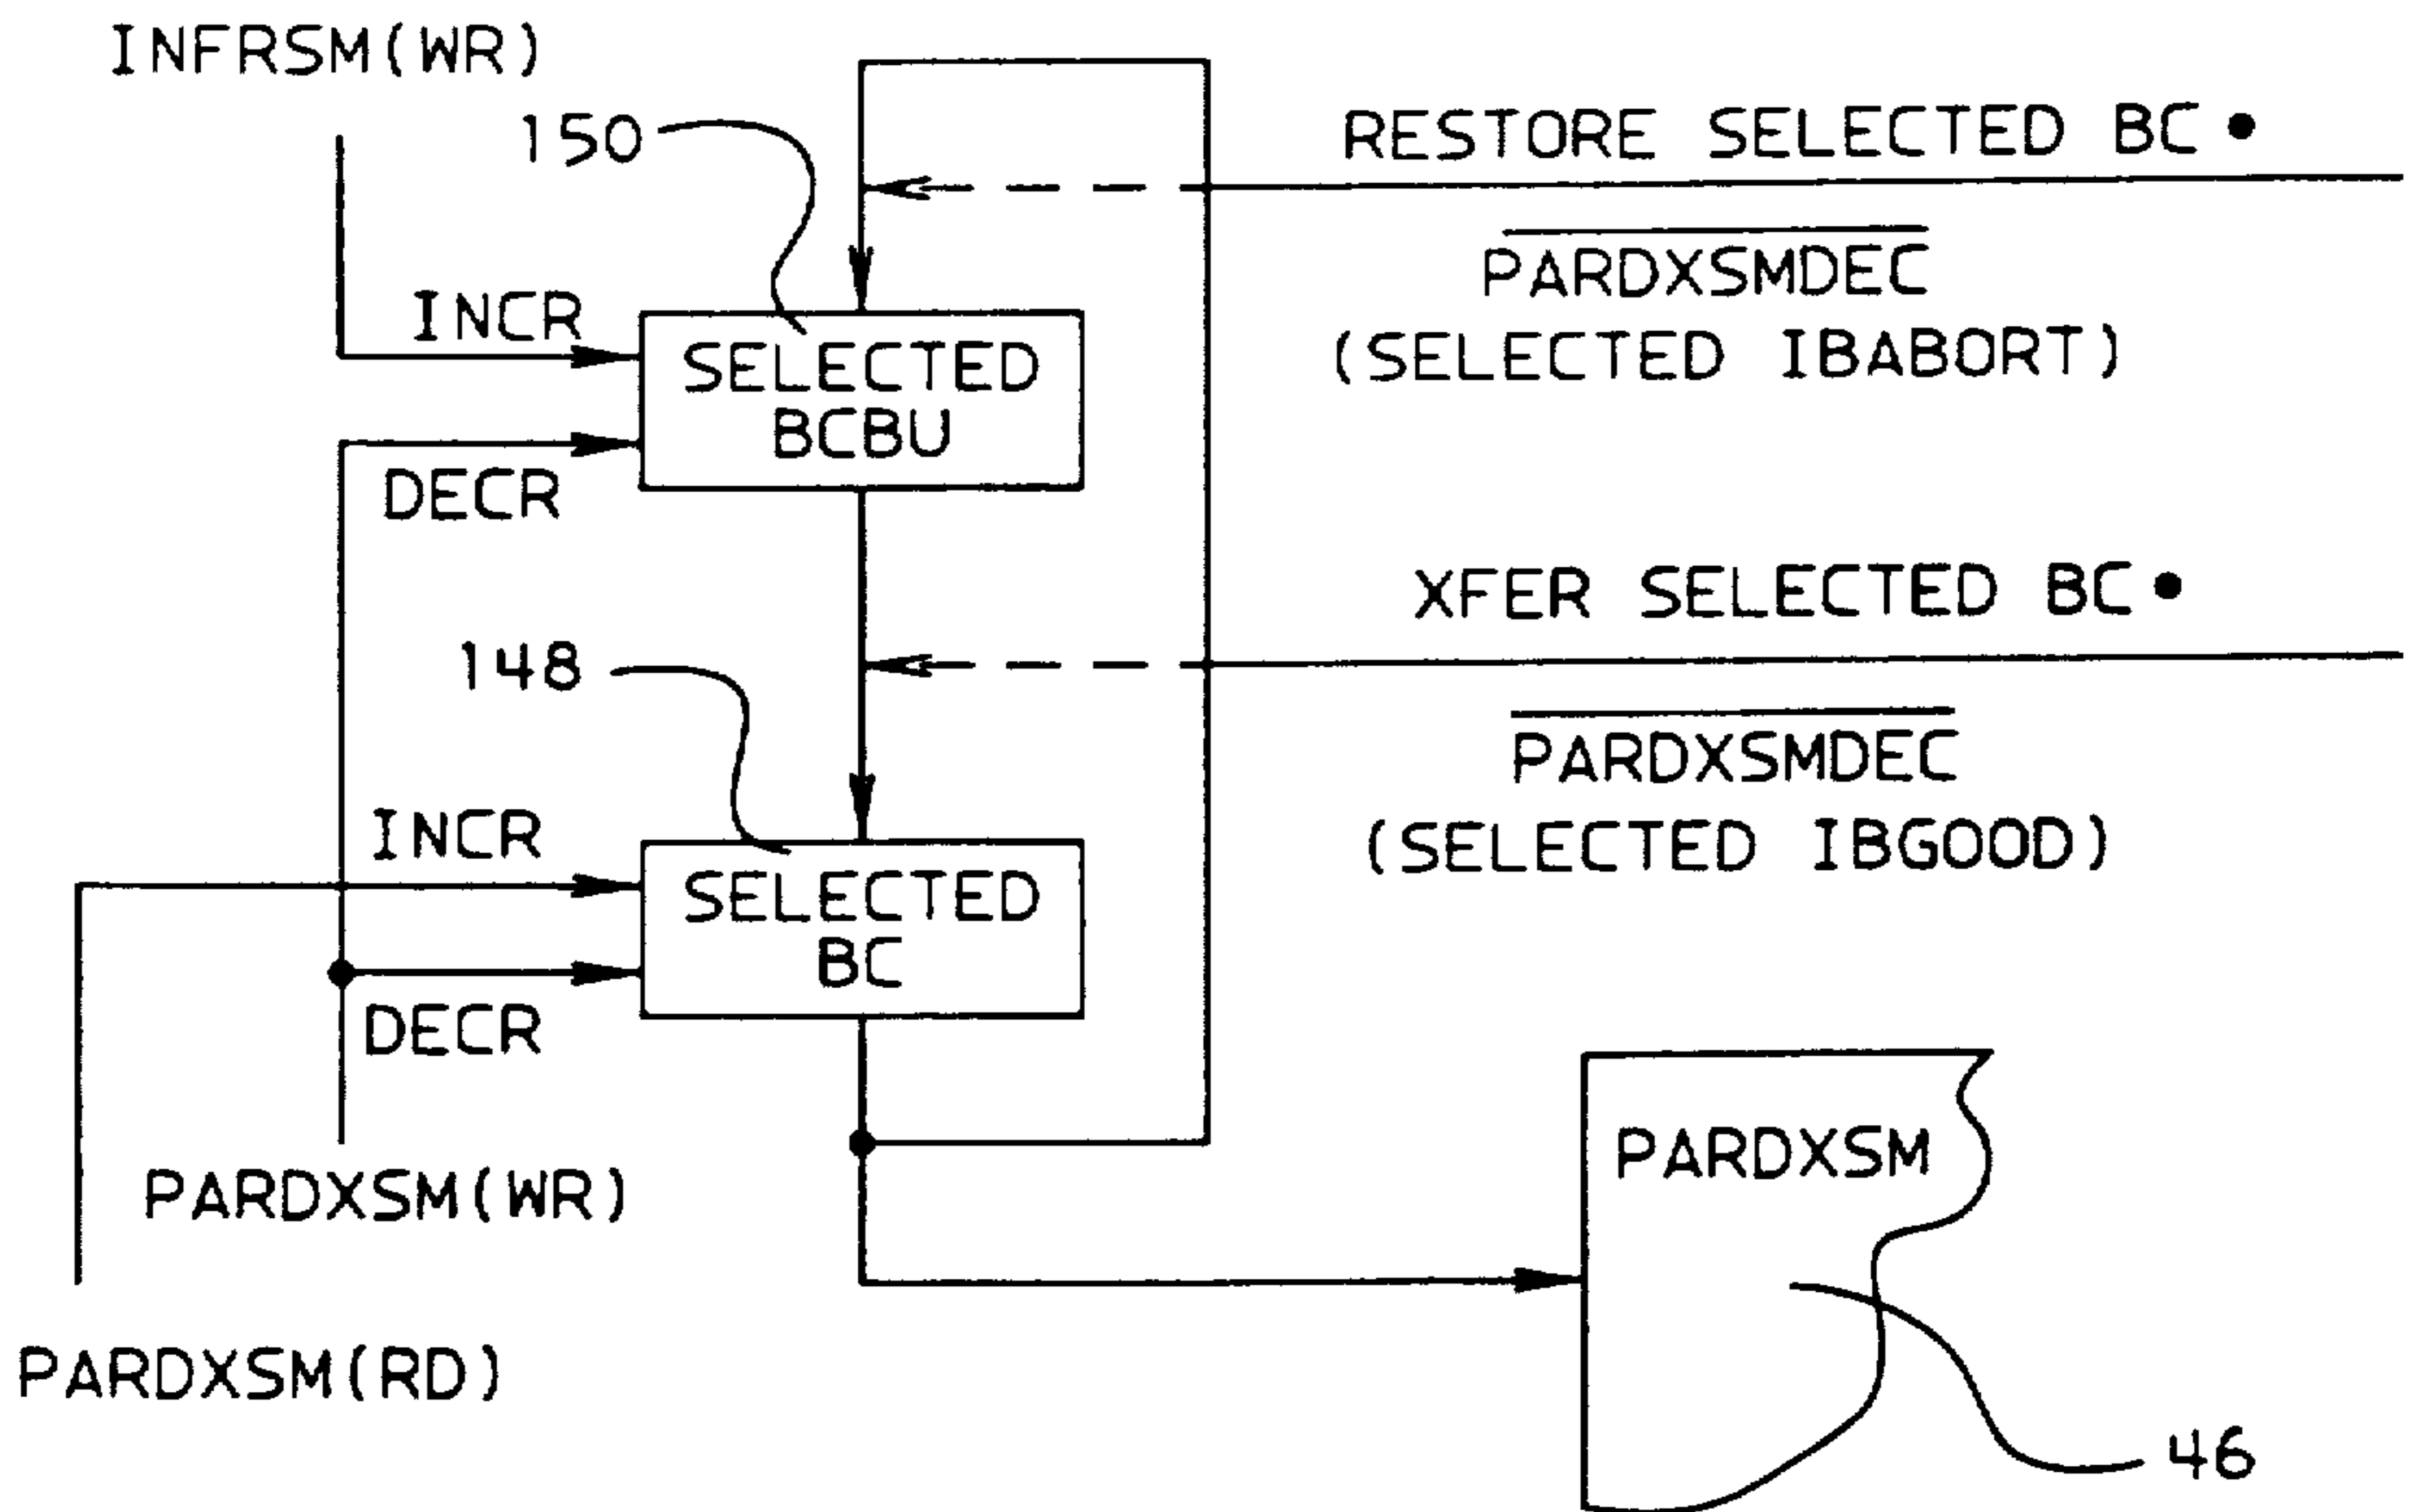 INFRSM(WR)
150
RESTORE SELECTED BC •
PARDXSMDEC
(SELECTED IBABORT)
INCR
SELECTED
BCBU
DECR
XFER SELECTED BC •
PARDXSMDEC
(SELECTED IBGOOD)
148
INCR
SELECTED
BC
DECR
PARDXSM(WR)
PARDXSM
PARDXSM(RD)
46